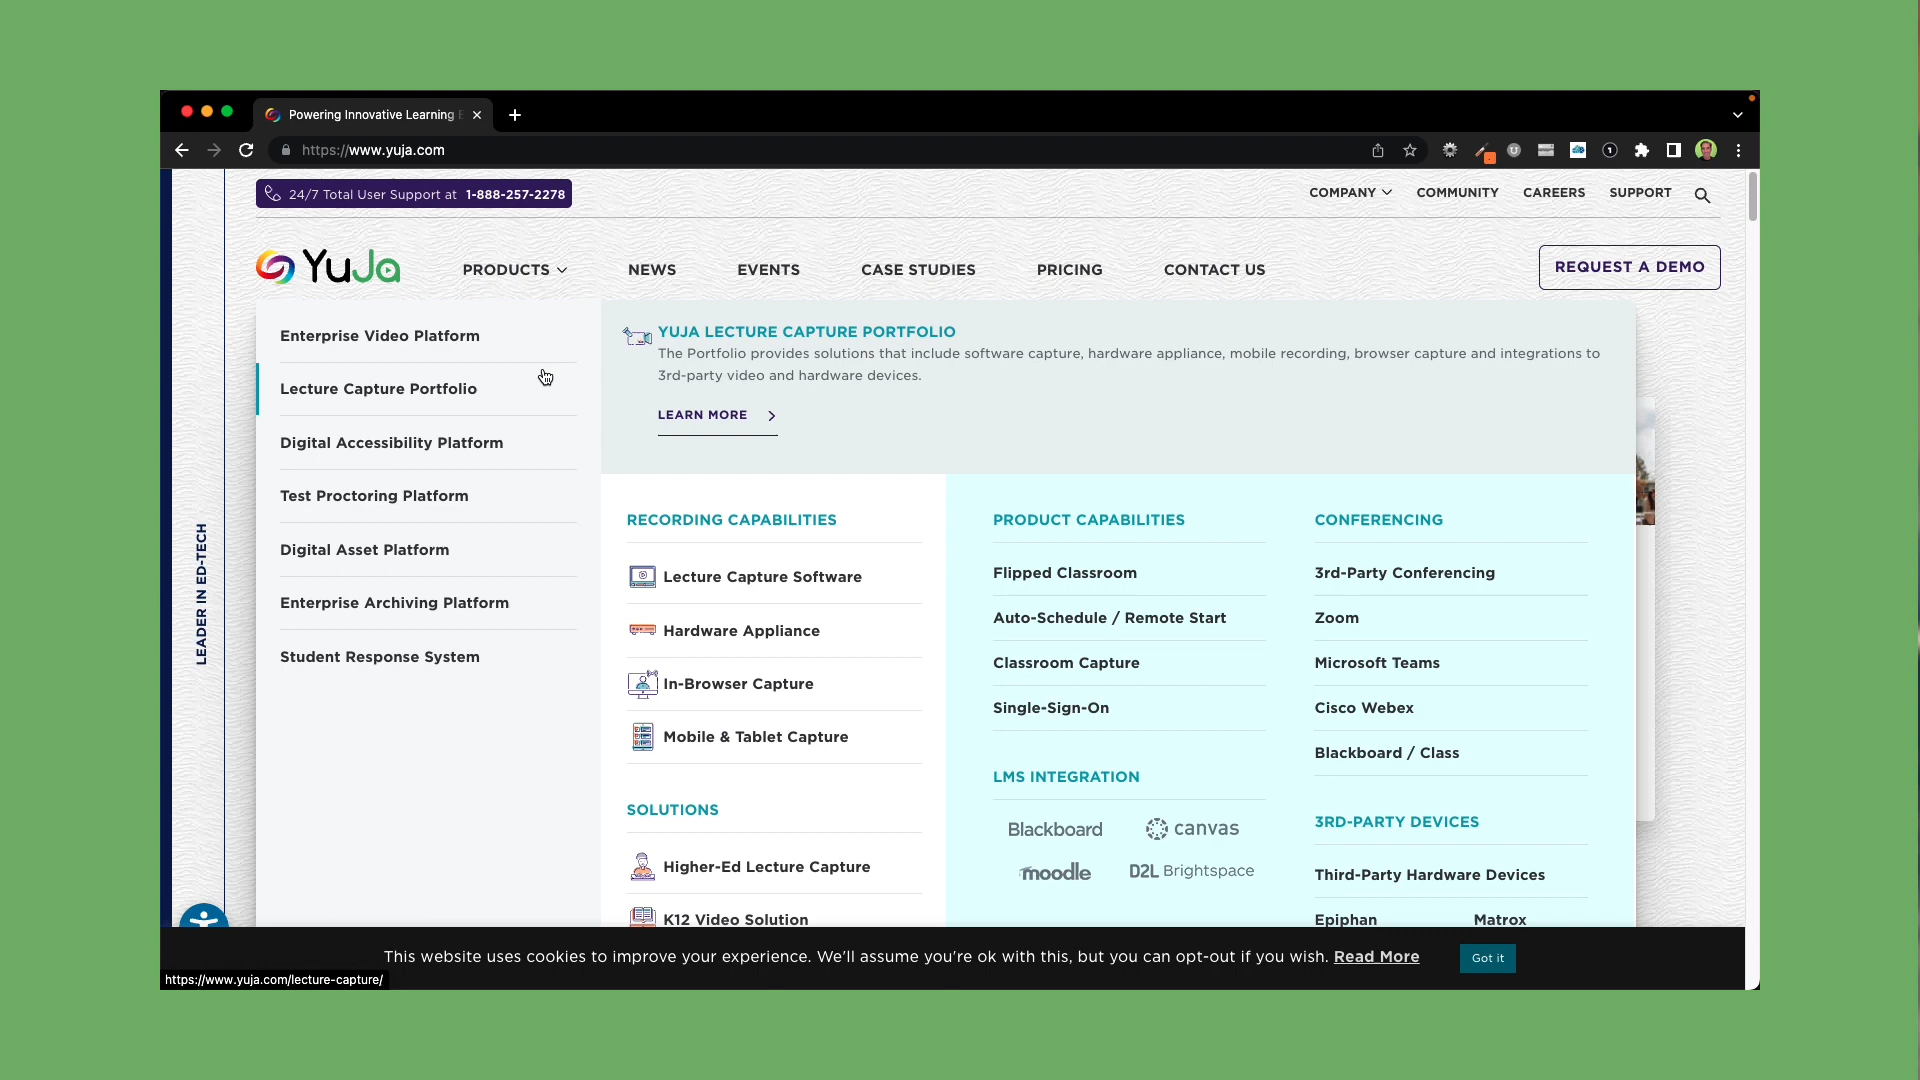 Powering Innovative Learning E
https://www.yuja.com
24/7 Total User Support at 1-888-257-2278
COMPANY
COMMUNITY
CAREERS
SUPPORT
YuJa
PRODUCTS
NEWS
EVENTS
CASE STUDIES
PRICING
CONTACT US
REQUEST A DEMO
LEADER IN ED-TECH
Enterprise Video Platform
Lecture Capture Portfolio
Digital Accessibility Platform
Test Proctoring Platform
Digital Asset Platform
Enterprise Archiving Platform
Student Response System
YUJA LECTURE CAPTURE PORTFOLIO
The Portfolio provides solutions that include software capture, hardware appliance, mobile recording, browser capture and integrations to
3rd-party video and hardware devices.
LEARN MORE
RECORDING CAPABILITIES
Lecture Capture Software
Hardware Appliance
In-Browser Capture
Mobile & Tablet Capture
SOLUTIONS
Higher-Ed Lecture Capture
K12 Video Solution
PRODUCT CAPABILITIES
Flipped Classroom
Auto-Schedule / Remote Start
Classroom Capture
Single-Sign-On
LMS INTEGRATION
Blackboard
canvas
moodle
D2L Brightspace
CONFERENCING
3rd-Party Conferencing
Zoom
Microsoft Teams
Cisco Webex
Blackboard / Class
3RD-PARTY DEVICES
Third-Party Hardware Devices
Epiphan
Matrox
This website uses cookies to improve your experience. We'll assume you're ok with this, but you can opt-out if you wish. Read More
Got it
https://www.yuja.com/lecture-capture/